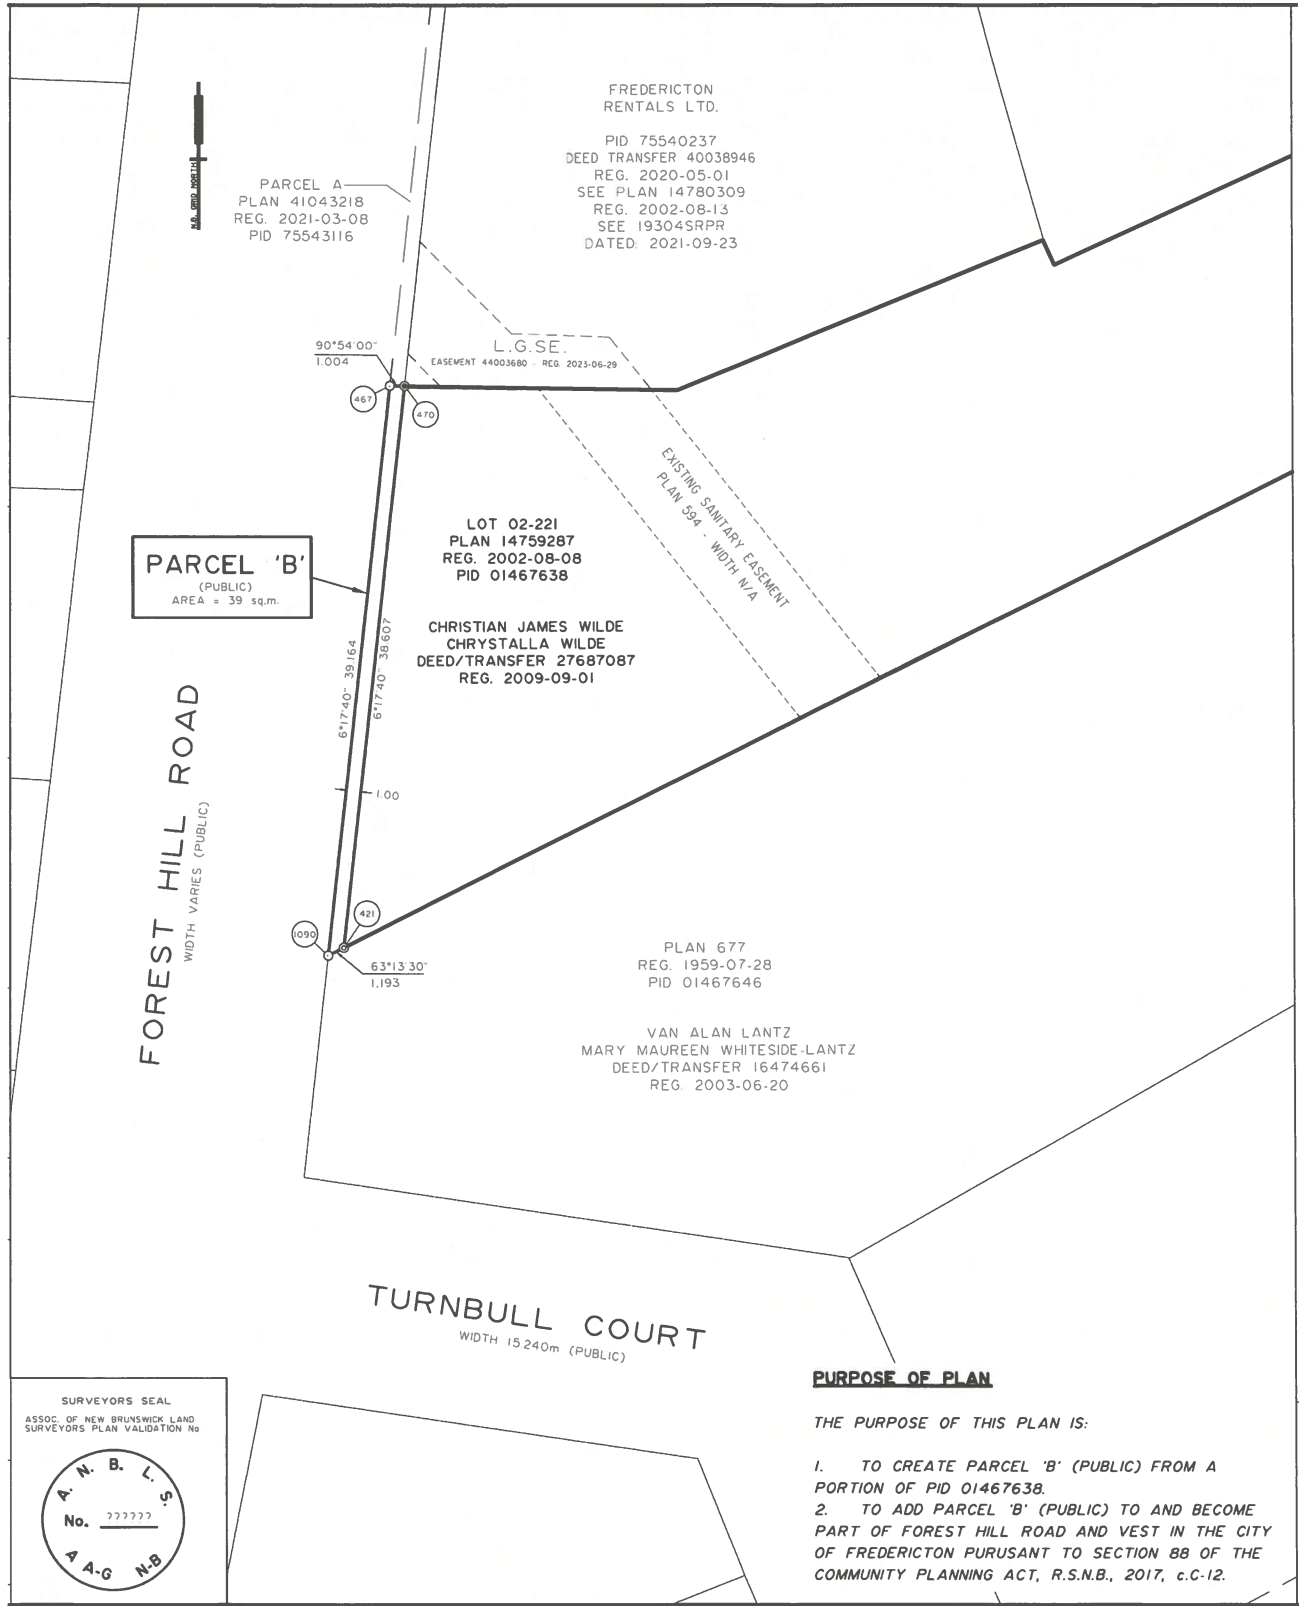 FREDERICTON
RENTALS LTD.
PID 75540237
DEED TRANSFER 40038946
REG. 2020-05-01
SEE PLAN 14780309
REG. 2002-08-13
SEE 19304SRPR
DATED: 2021-09-23
N.B. GRID NORTH
PARCEL A
PLAN 41043218
REG. 2021-03-08
PID 75543116
90°54'00"
1.004
L.G.SE.
EASEMENT 44003680 - REG. 2023-06-29
467
470
EXISTING SANITARY EASEMENT
PLAN 594 - WIDTH N/A
LOT 02-221
PLAN 14759287
REG. 2002-08-08
PID 01467638
PARCEL 'B'
(PUBLIC)
AREA = 39 sq.m.
CHRISTIAN JAMES WILDE
CHRYSTALLA WILDE
DEED/TRANSFER 27687087
REG. 2009-09-01
6°17'40" 39.164
6°17'40" 38.607
1.00
FOREST HILL ROAD
WIDTH VARIES (PUBLIC)
421
1090
63°13'30"
1.193
PLAN 677
REG. 1959-07-28
PID 01467646
VAN ALAN LANTZ
MARY MAUREEN WHITESIDE-LANTZ
DEED/TRANSFER 16474661
REG. 2003-06-20
TURNBULL COURT
WIDTH 15.240m (PUBLIC)
PURPOSE OF PLAN
THE PURPOSE OF THIS PLAN IS:
1. TO CREATE PARCEL 'B' (PUBLIC) FROM A
PORTION OF PID 01467638.
2. TO ADD PARCEL 'B' (PUBLIC) TO AND BECOME
PART OF FOREST HILL ROAD AND VEST IN THE CITY
OF FREDERICTON PURUSANT TO SECTION 88 OF THE
COMMUNITY PLANNING ACT, R.S.N.B., 2017, c.C-12.
SURVEYORS SEAL
ASSOC. OF NEW BRUNSWICK LAND
SURVEYORS PLAN VALIDATION No
A. N. B. L. S.
No. ??????
A A-G N-B